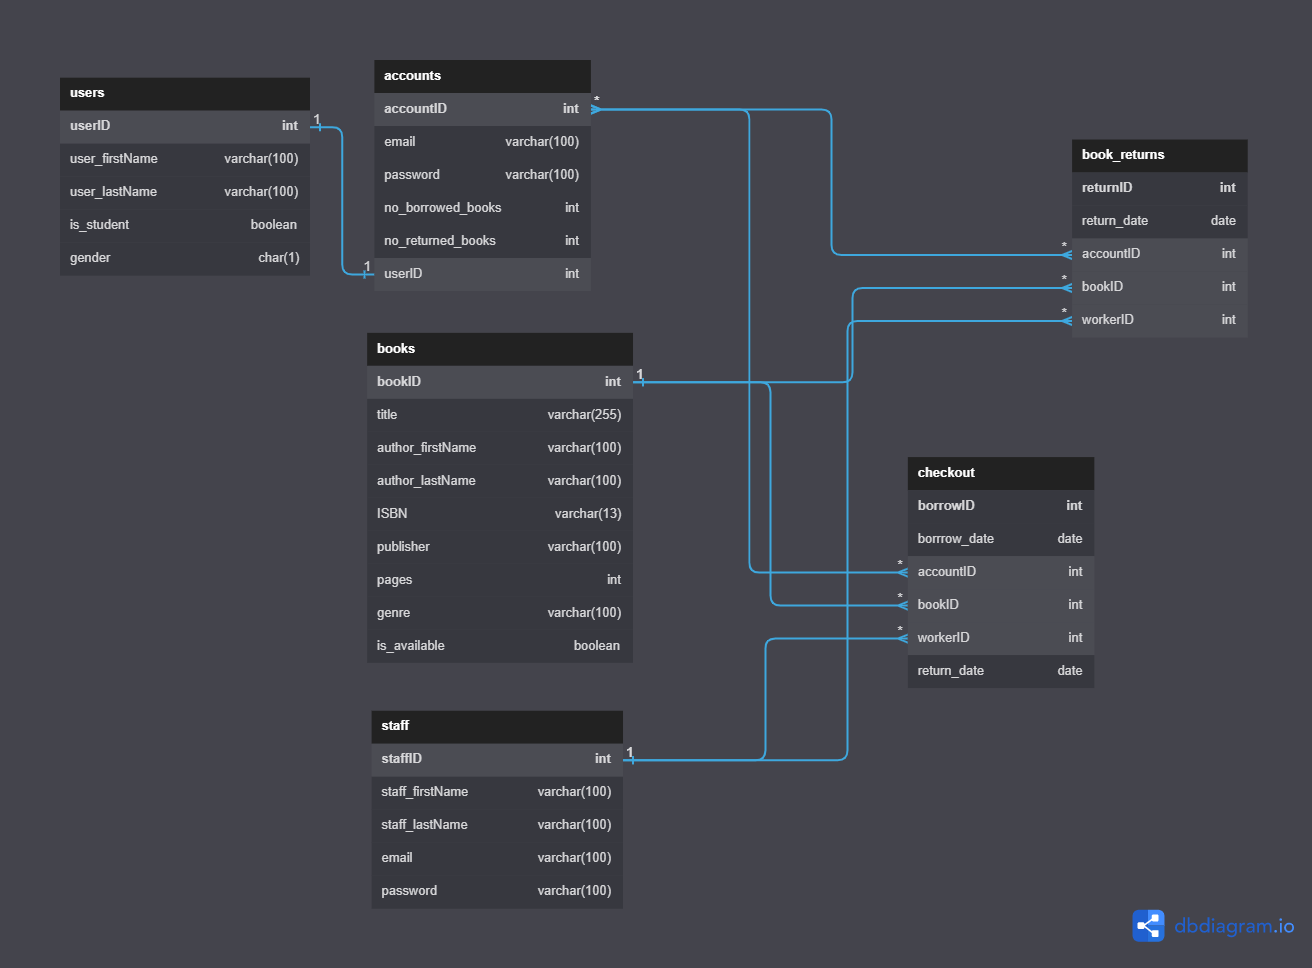 users
userID int
user_firstName varchar(100)
user_lastName varchar(100)
is_student boolean
gender char(1)
1
1
accounts
accountID int
email varchar(100)
password varchar(100)
no_borrowed_books int
no_returned_books int
userID int
*
books
bookID int
title varchar(255)
author_firstName varchar(100)
author_lastName varchar(100)
ISBN varchar(13)
publisher varchar(100)
pages int
genre varchar(100)
is_available boolean
1
staff
staffID int
staff_firstName varchar(100)
staff_lastName varchar(100)
email varchar(100)
password varchar(100)
1
book_returns
returnID int
return_date date
* accountID int
* bookID int
* workerID int
checkout
borrowID int
borrrow_date date
* accountID int
* bookID int
* workerID int
return_date date
dbdiagram.io